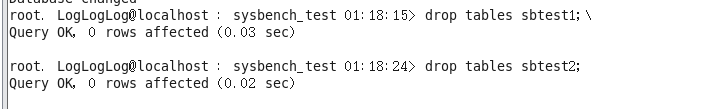 Database changed
root. LogLogLog@localhost : sysbench_test 01:18:15> drop tables sbtest1;\
Query OK, 0 rows affected (0.03 sec)
root. LogLogLog@localhost : sysbench_test 01:18:24> drop tables sbtest2;
Query OK, 0 rows affected (0.02 sec)